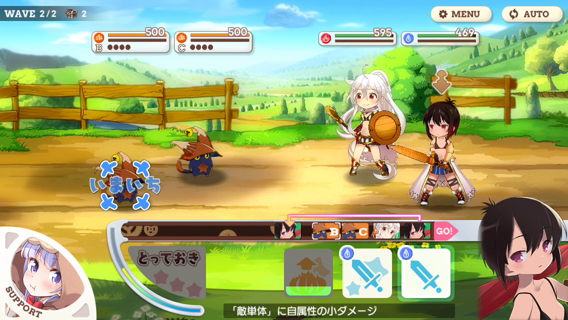 WAVE 2/2 2
500
B
500
C
595
469
MENU
AUTO
いまいち
B
C
GO!
とっておき
SUPPORT
「敵単体」に自属性の小ダメージ